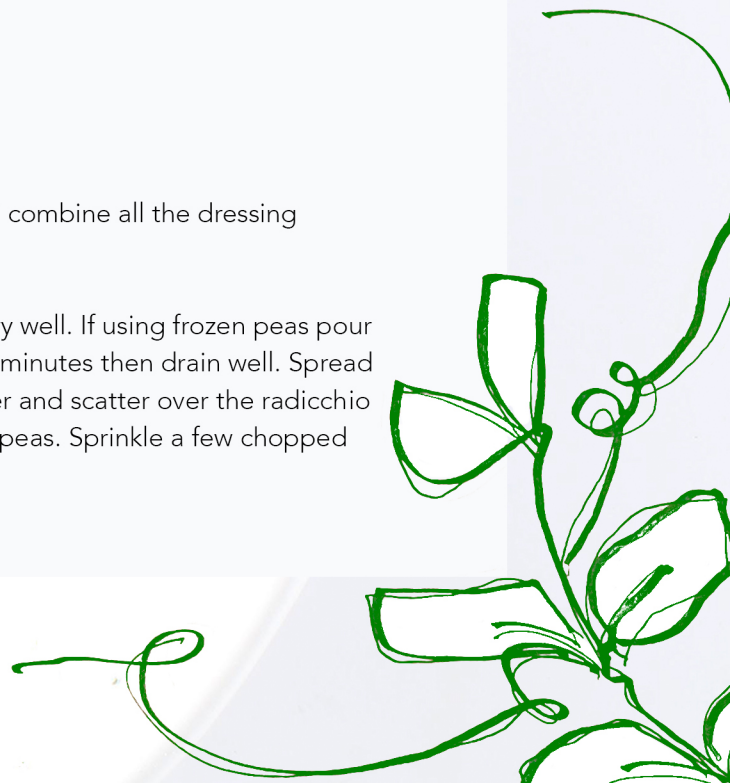 combine all the dressing
y well. If using frozen peas pour
minutes then drain well. Spread
er and scatter over the radicchio
peas. Sprinkle a few chopped